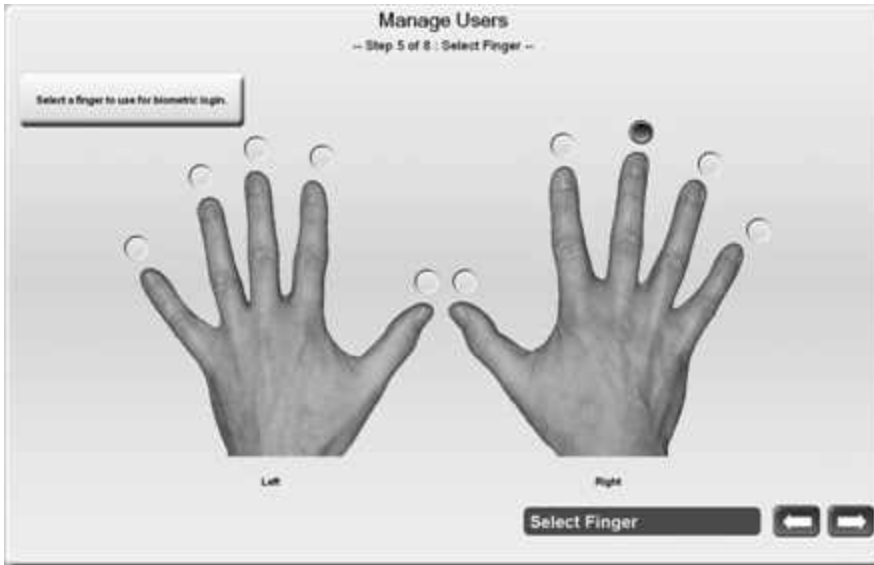 Manage Users
-- Step 5 of 8 : Select Finger --
Select a finger to use for biometric login.
Left
Right
Select Finger